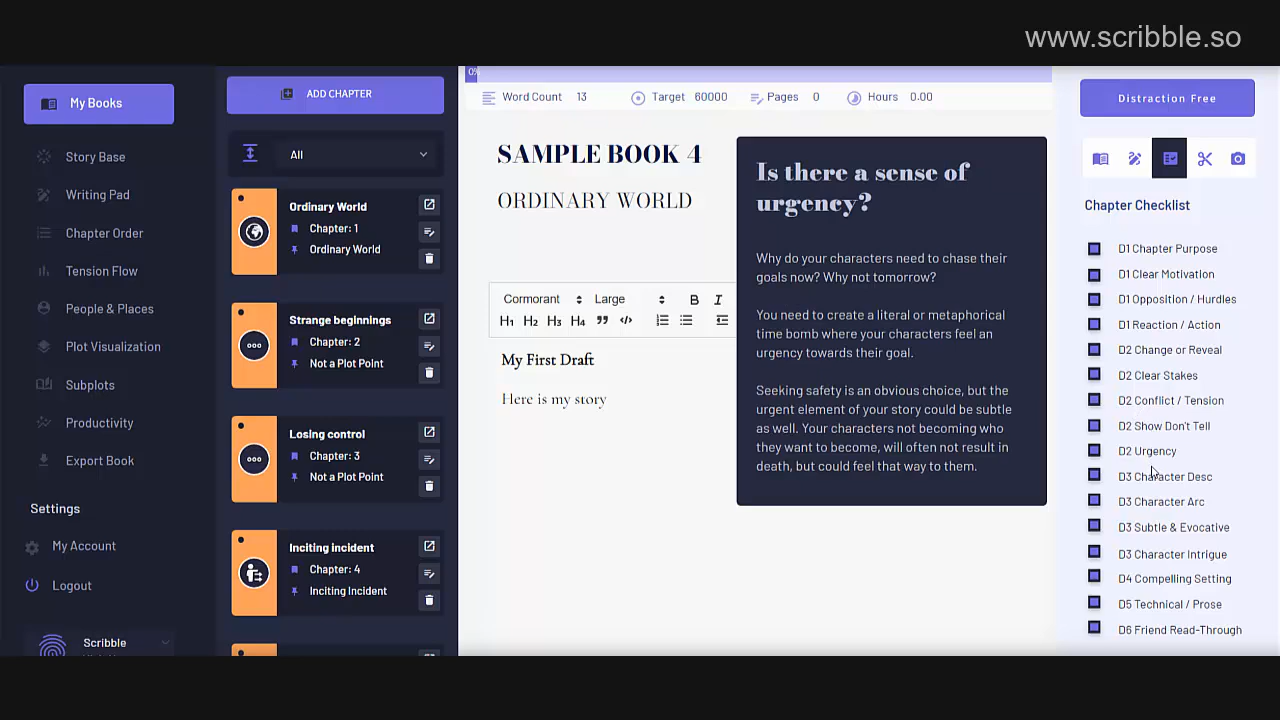 www.scribble.so
My Books
Story Base
Writing Pad
Chapter Order
Tension Flow
People & Places
Plot Visualization
Subplots
Productivity
Export Book
Settings
My Account
Logout
Scribble
ADD CHAPTER
All
Ordinary World
Chapter: 1
Ordinary World
Strange beginnings
Chapter: 2
Not a Plot Point
Losing control
Chapter: 3
Not a Plot Point
Inciting incident
Chapter: 4
Inciting Incident
0%
Word Count 13
Target 60000
Pages 0
Hours 0.00
SAMPLE BOOK 4
ORDINARY WORLD
Cormorant
Large
B I
H1 H2 H3 H4
My First Draft
Here is my story
Is there a sense of
urgency?
Why do your characters need to chase their
goals now? Why not tomorrow?
You need to create a literal or metaphorical
time bomb where your characters feel an
urgency towards their goal.
Seeking safety is an obvious choice, but the
urgent element of your story could be subtle
as well. Your characters not becoming who
they want to become, will often not result in
death, but could feel that way to them.
Distraction Free
Chapter Checklist
D1 Chapter Purpose
D1 Clear Motivation
D1 Opposition / Hurdles
D1 Reaction / Action
D2 Change or Reveal
D2 Clear Stakes
D2 Conflict / Tension
D2 Show Don't Tell
D2 Urgency
D3 Character Desc
D3 Character Arc
D3 Subtle & Evocative
D3 Character Intrigue
D4 Compelling Setting
D5 Technical / Prose
D6 Friend Read-Through